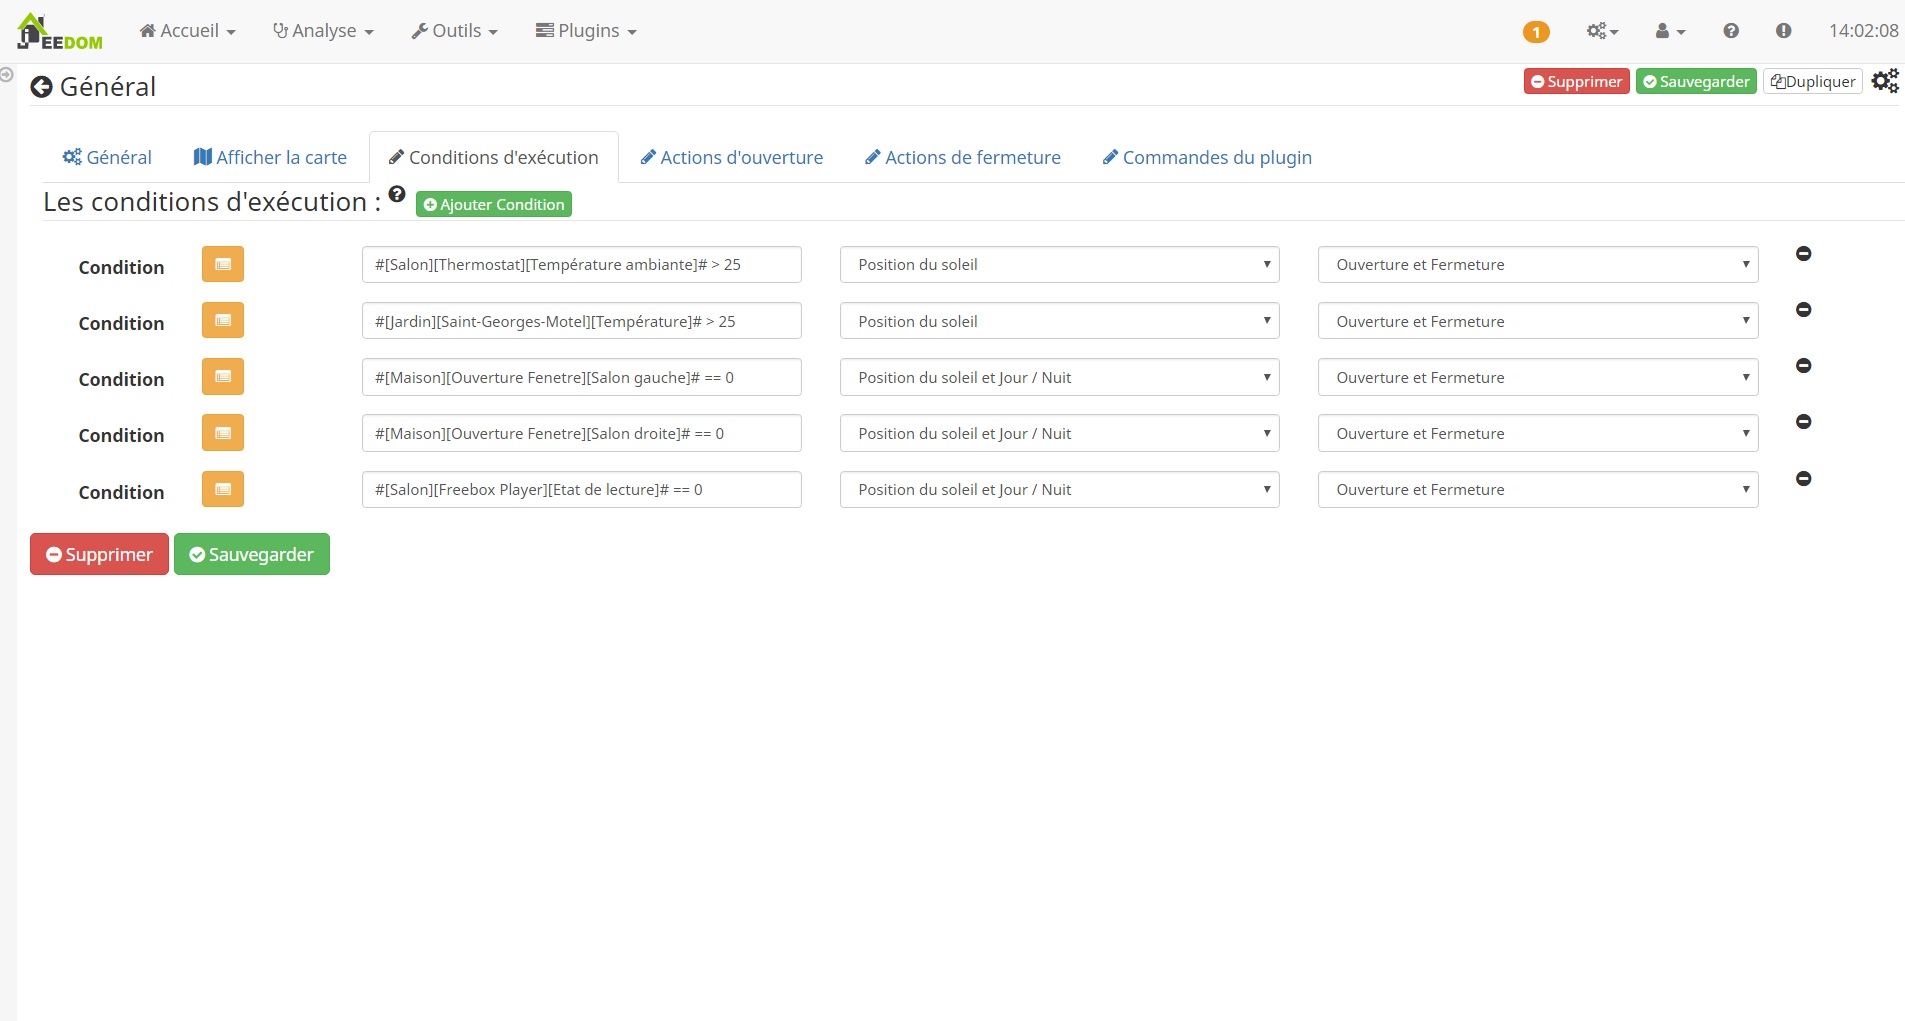 JEEDOM Accueil Analyse Outils Plugins 1 14:02:08
Général Supprimer Sauvegarder Dupliquer
Général Afficher la carte Conditions d'exécution Actions d'ouverture Actions de fermeture Commandes du plugin
Les conditions d'exécution : Ajouter Condition
Condition #[Salon][Thermostat][Température ambiante]# > 25 Position du soleil Ouverture et Fermeture
Condition #[Jardin][Saint-Georges-Motel][Température]# > 25 Position du soleil Ouverture et Fermeture
Condition #[Maison][Ouverture Fenetre][Salon gauche]# == 0 Position du soleil et Jour / Nuit Ouverture et Fermeture
Condition #[Maison][Ouverture Fenetre][Salon droite]# == 0 Position du soleil et Jour / Nuit Ouverture et Fermeture
Condition #[Salon][Freebox Player][Etat de lecture]# == 0 Position du soleil et Jour / Nuit Ouverture et Fermeture
Supprimer Sauvegarder